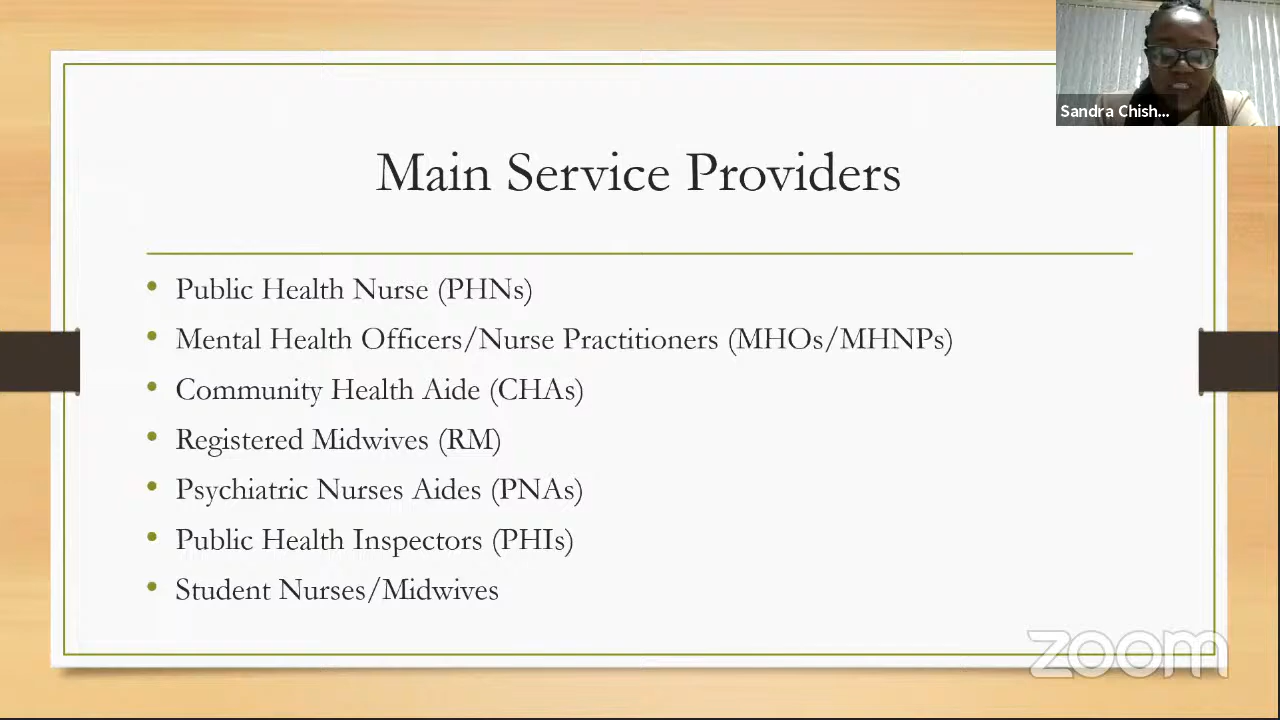 Sandra Chish...
Main Service Providers
• Public Health Nurse (PHNs)
• Mental Health Officers/Nurse Practitioners (MHOs/MHNPs)
• Community Health Aide (CHAs)
• Registered Midwives (RM)
• Psychiatric Nurses Aides (PNAs)
• Public Health Inspectors (PHIs)
• Student Nurses/Midwives
zoom